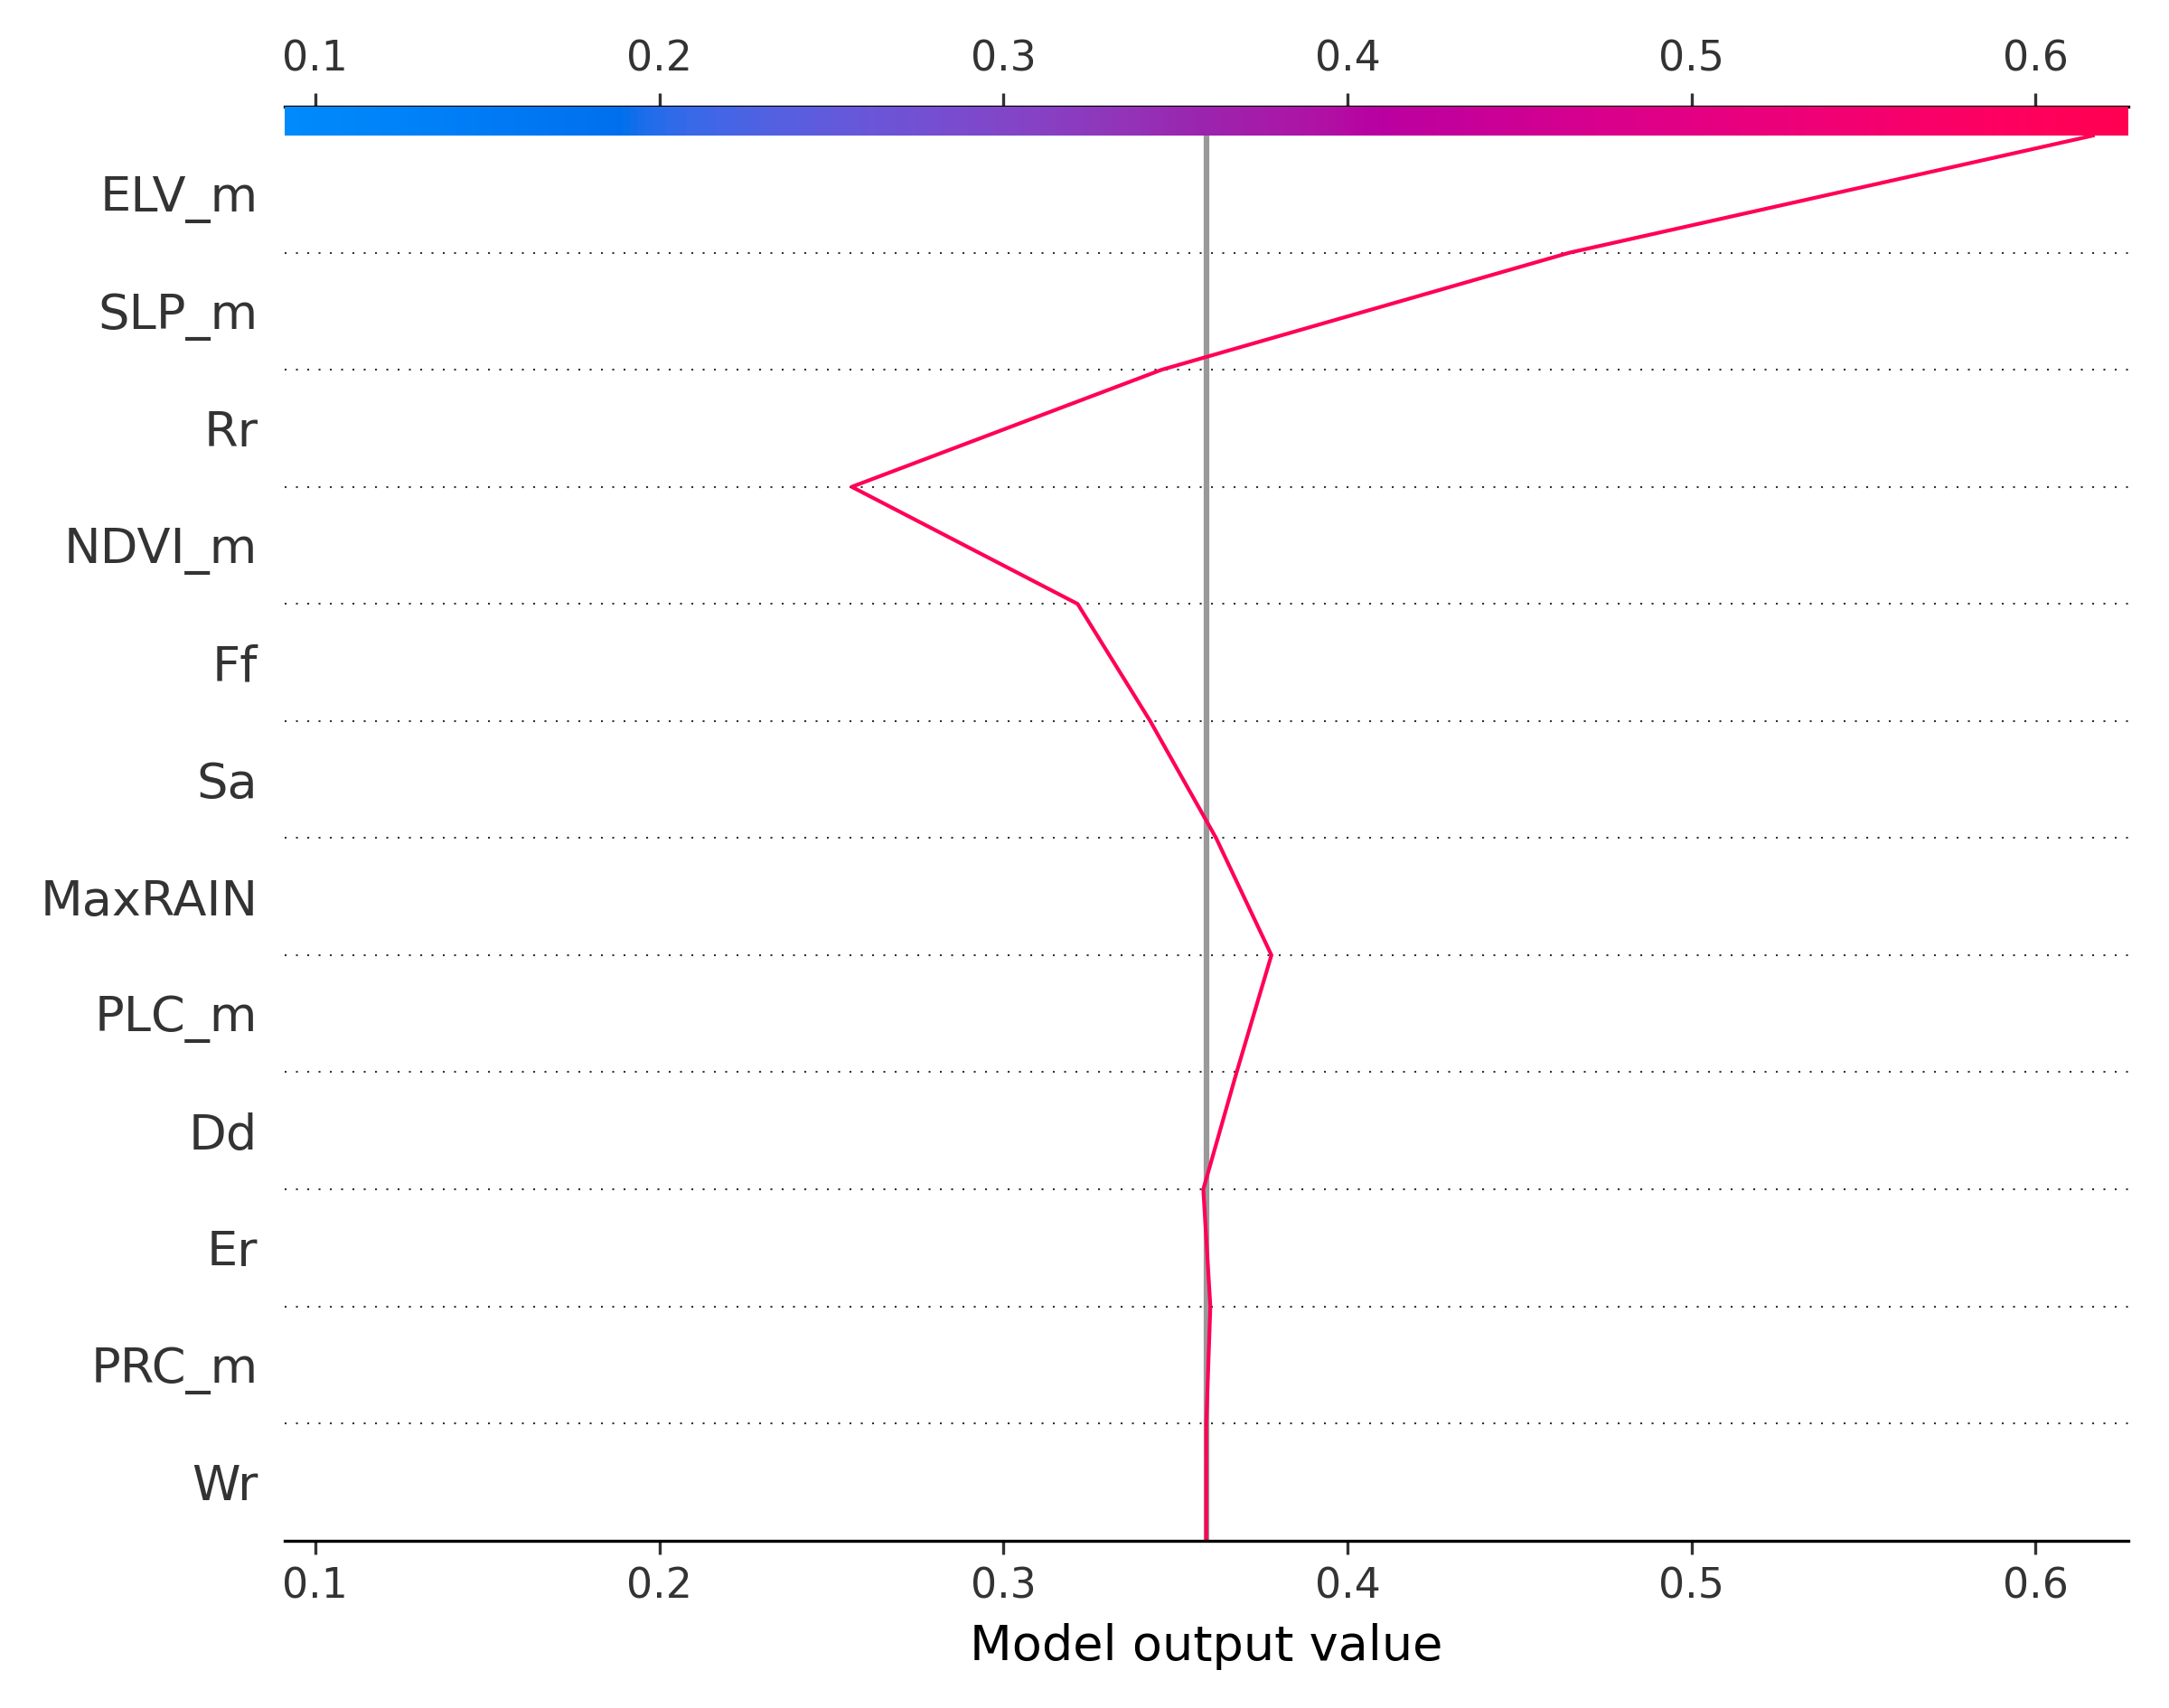 0.1 0.2 0.3 0.4 0.5 0.6
ELV_m
SLP_m
Rr
NDVI_m
Ff
Sa
MaxRAIN
PLC_m
Dd
Er
PRC_m
Wr
0.1 0.2 0.3 0.4 0.5 0.6
Model output value